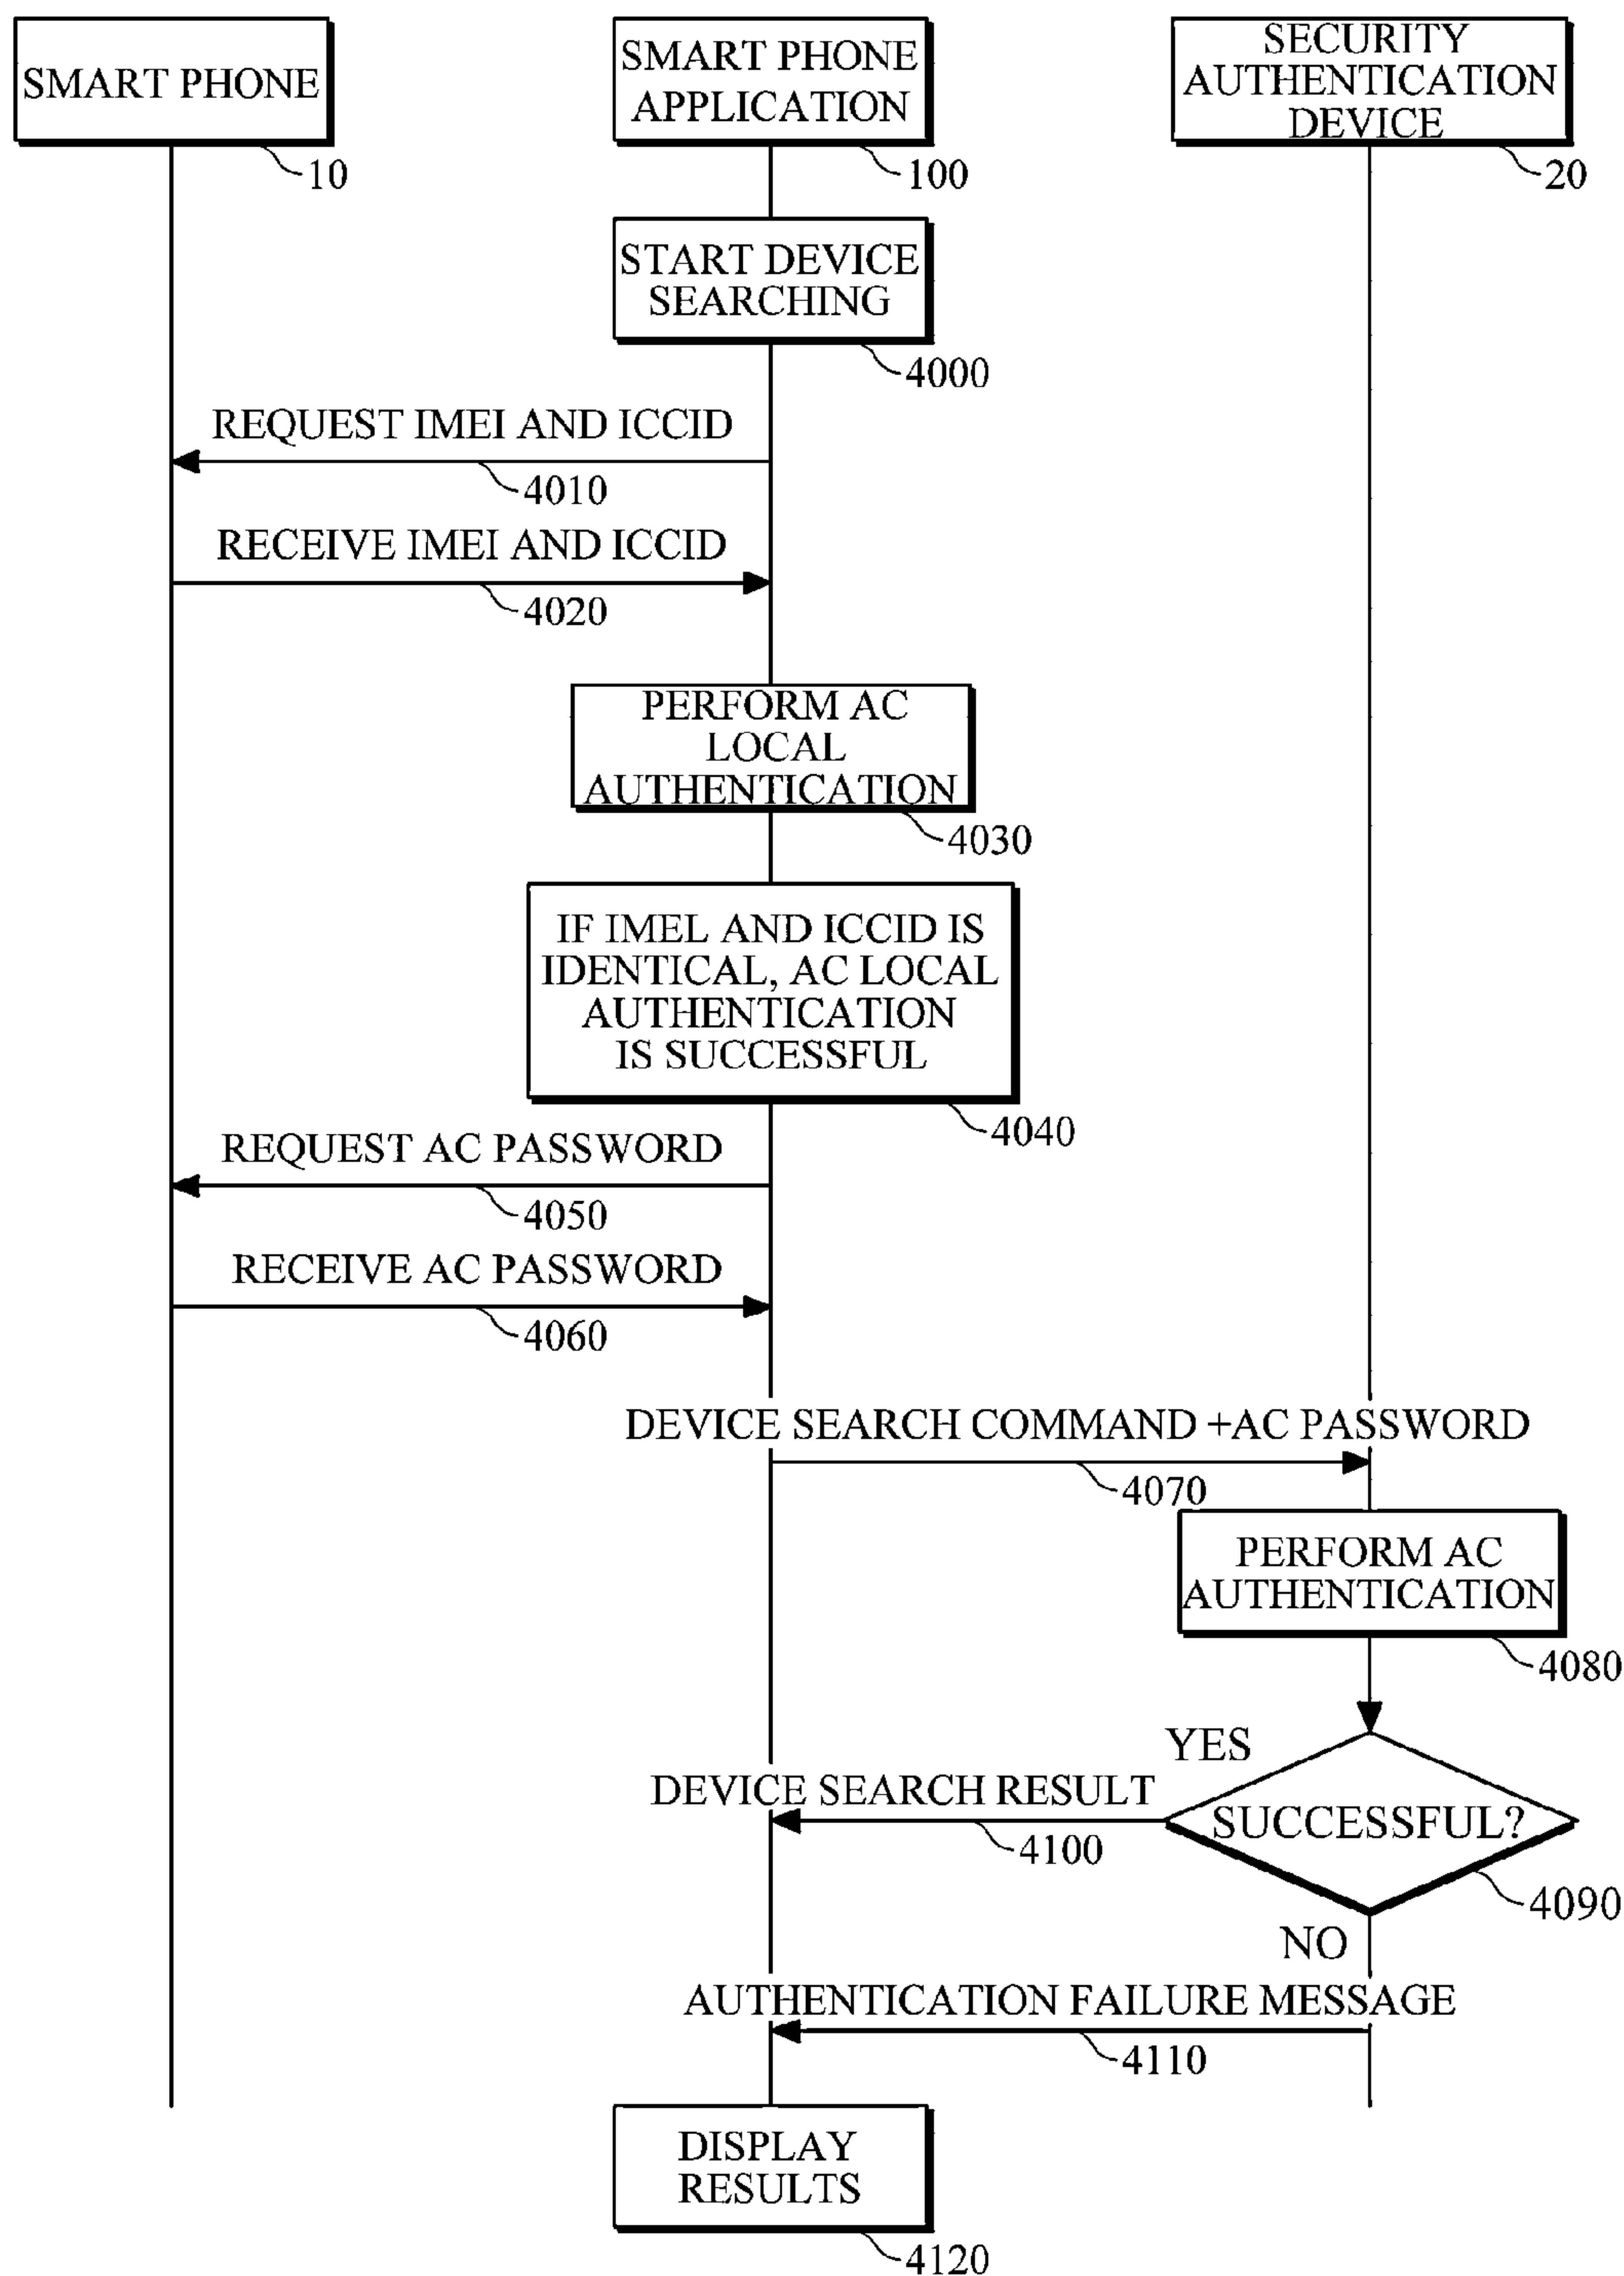 SMART PHONE
10
SMART PHONE
APPLICATION
100
SECURITY
AUTHENTICATION
DEVICE
20
START DEVICE
SEARCHING
4000
REQUEST IMEI AND ICCID
4010
RECEIVE IMEI AND ICCID
4020
PERFORM AC
LOCAL
AUTHENTICATION
4030
IF IMEL AND ICCID IS
IDENTICAL, AC LOCAL
AUTHENTICATION
IS SUCCESSFUL
4040
REQUEST AC PASSWORD
4050
RECEIVE AC PASSWORD
4060
DEVICE SEARCH COMMAND +AC PASSWORD
4070
PERFORM AC
AUTHENTICATION
4080
YES
DEVICE SEARCH RESULT
4100
SUCCESSFUL?
4090
NO
AUTHENTICATION FAILURE MESSAGE
4110
DISPLAY
RESULTS
4120